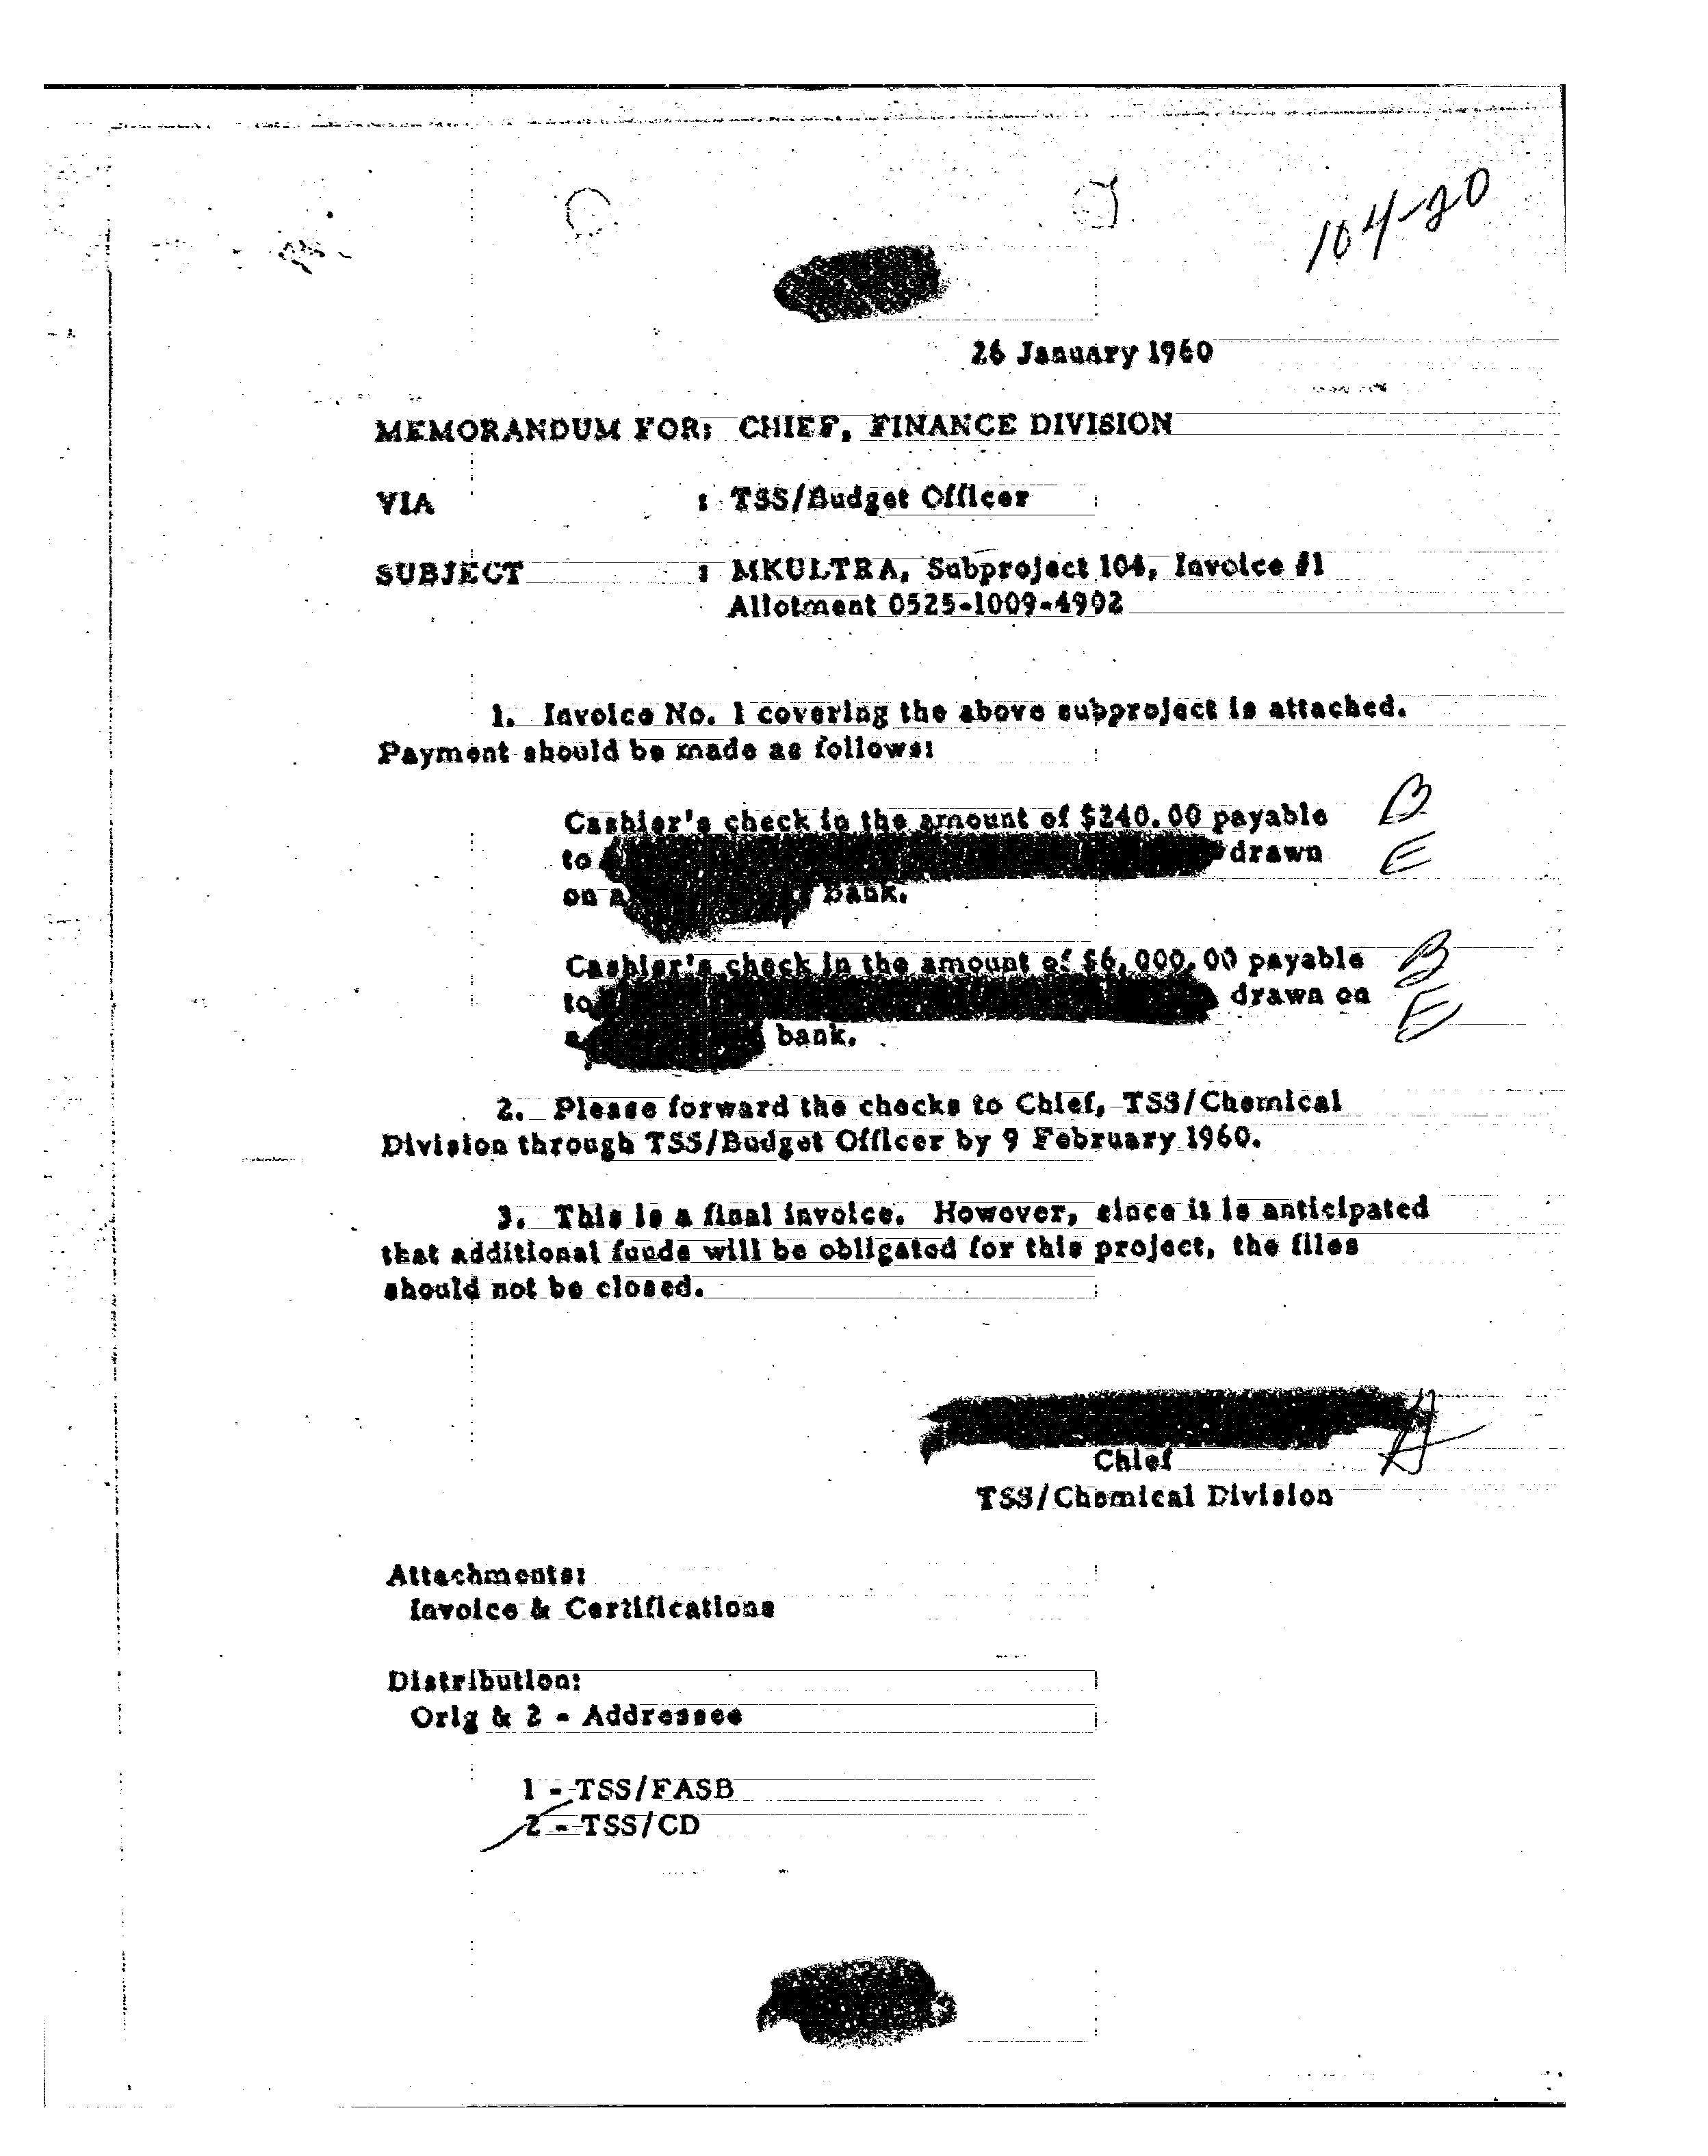 104-20
26 January 1960
MEMORANDUM FOR: CHIEF, FINANCE DIVISION
VIA : TSS/Budget Officer
SUBJECT : MKULTRA, Subproject 104, Invoice #1
Allotment 0525-1009-4902
1. Invoice No. 1 covering the above subproject is attached.
Payment should be made as follows:
Cashier's check in the amount of $240.00 payable B
to drawn E
on a bank.
Cashier's check in the amount of $6,000.00 payable B
to drawn on E
a bank.
2. Please forward the checks to Chief, TSS/Chemical
Division through TSS/Budget Officer by 9 February 1960.
3. This is a final invoice. However, since it is anticipated
that additional funds will be obligated for this project, the files
should not be closed.
Chief
TSS/Chemical Division
Attachments:
Invoice & Certifications
Distribution:
Orig & 2 - Addressee
1 - TSS/FASB
2 - TSS/CD